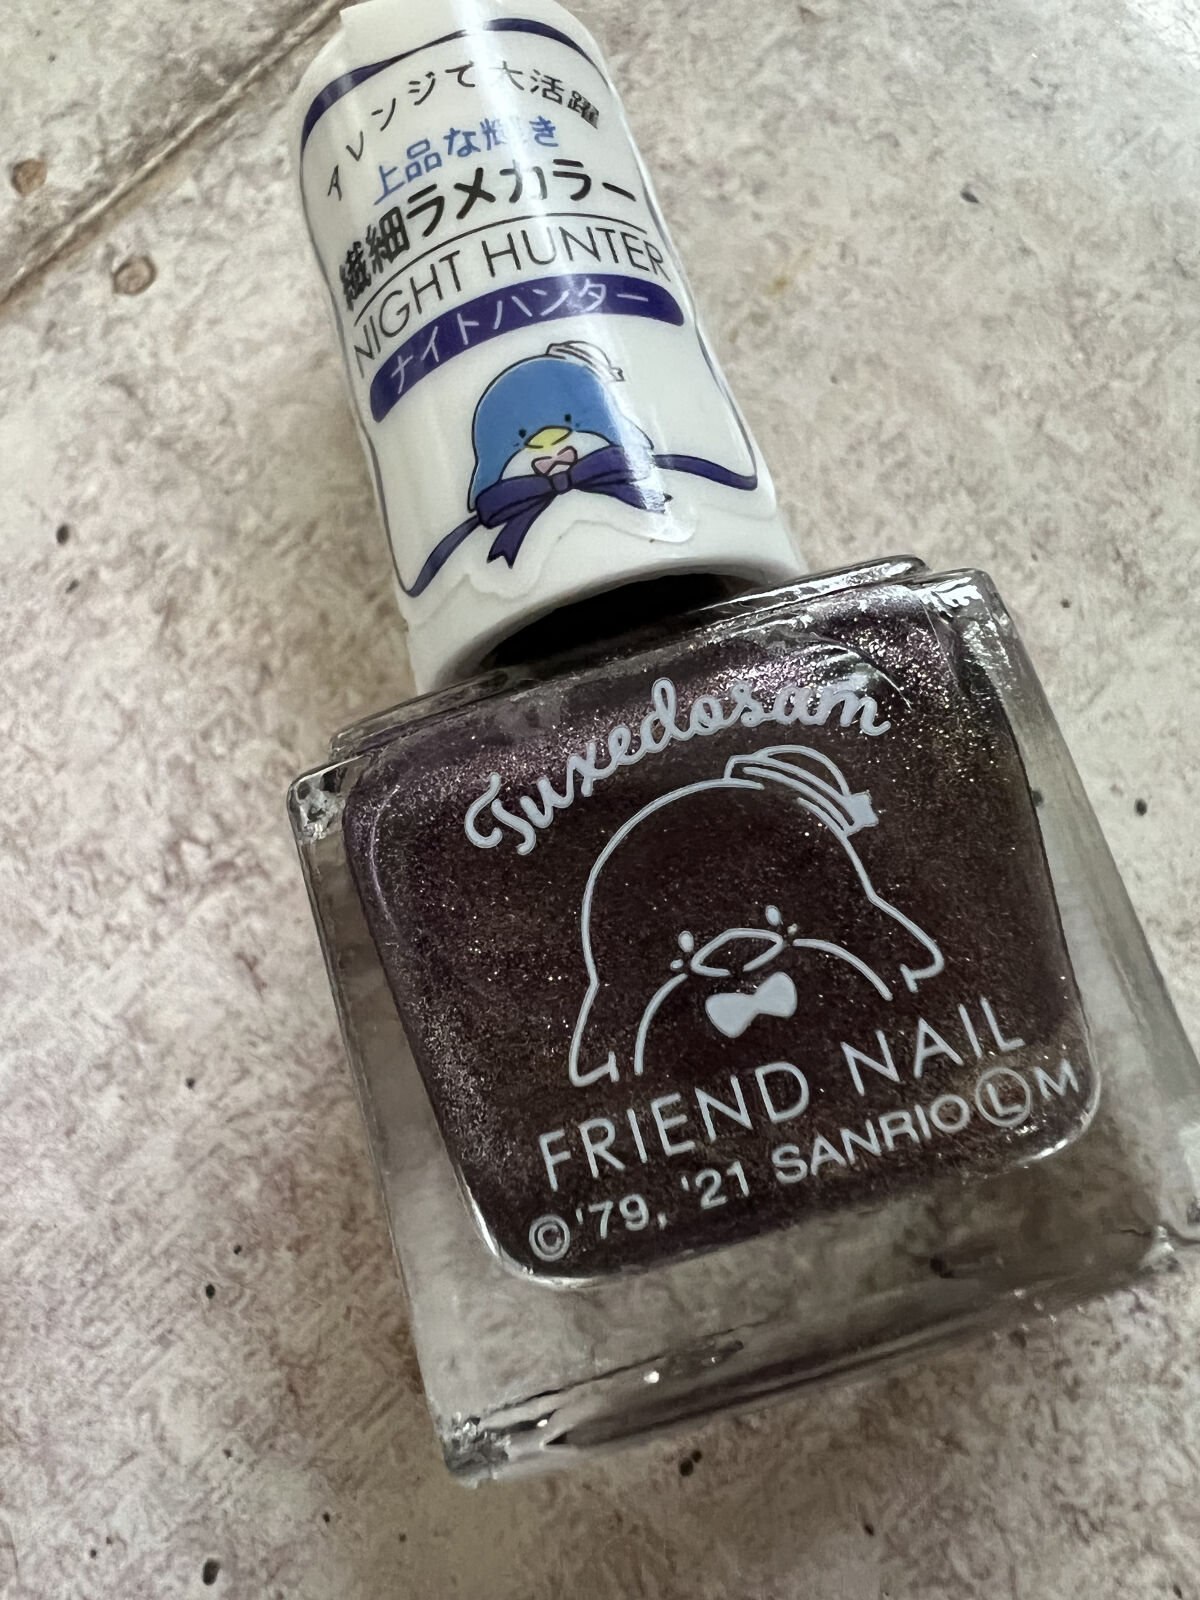 アレンジで大活躍
上品な輝き
繊細ラメカラー
NIGHT HUNTER
ナイトハンター
Tuxedosam
FRIEND NAIL
©'79, '21 SANRIO Ⓛ M